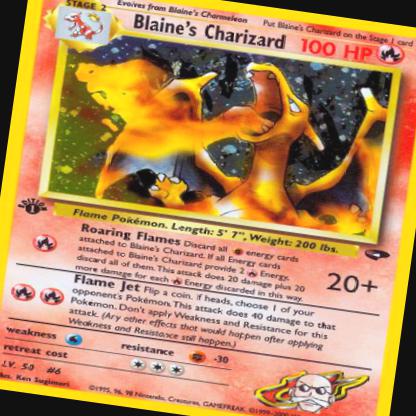 STAGE 2 Evolves from Blaine's Charmeleon Put Blaine's Charizard on the Stage 1 card
Blaine's Charizard 100 HP
Flame Pokémon. Length: 5' 7", Weight: 200 lbs.
Roaring Flames Discard all energy cards
attached to Blaine's Charizard. If all Energy cards
attached to Blaine's Charizard provide 2 Energy,
discard all of them. This attack does 20 damage plus 20
more damage for each Energy discarded in this way.
20+
Flame Jet Flip a coin. If heads, choose 1 of your
opponent's Pokémon. This attack does 40 damage to that
Pokemon. Don't apply Weakness and Resistance for this
attack. (Any other effects that would happen after applying
Weakness and Resistance still happen.)
weakness resistance -30
retreat cost
LV. 50 #6
Illus. Ken Sugimori ©1995, 96, 98 Nintendo, Creatures, GAMEFREAK. ©1999-2000